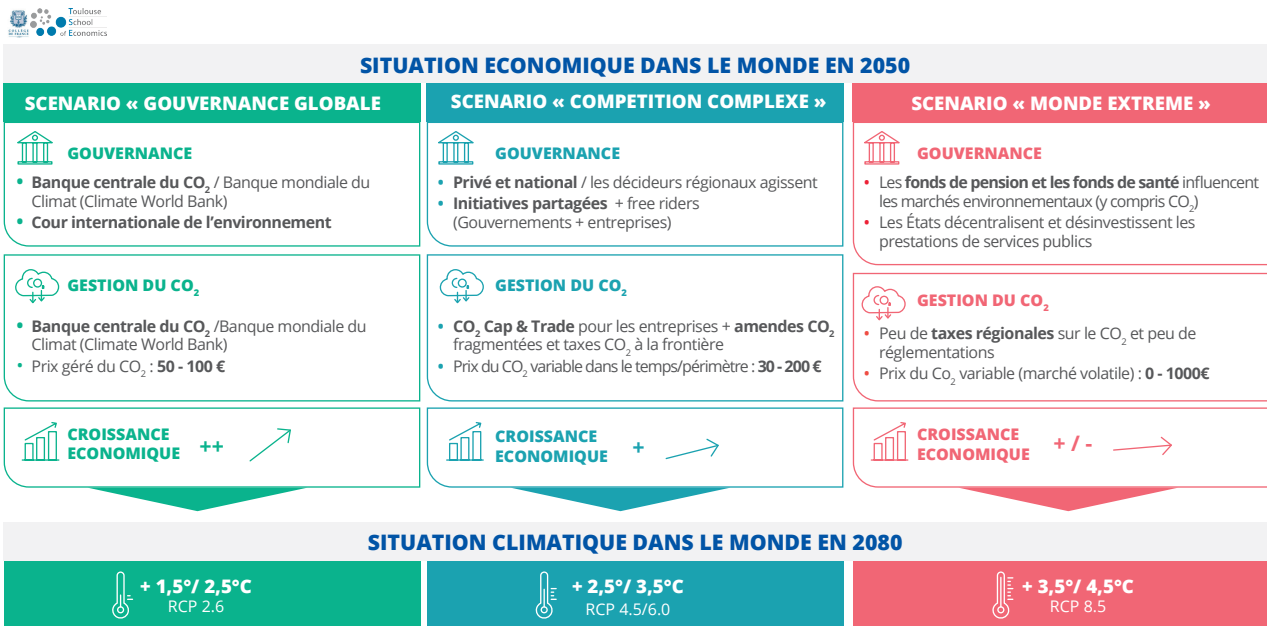 COLLEGE
DE FRANCE
Toulouse
School
of Economics
SITUATION ECONOMIQUE DANS LE MONDE EN 2050
SCENARIO « GOUVERNANCE GLOBALE
GOUVERNANCE
• Banque centrale du CO₂ / Banque mondiale du
Climat (Climate World Bank)
• Cour internationale de l'environnement
GESTION DU CO₂
• Banque centrale du CO₂ /Banque mondiale du
Climat (Climate World Bank)
• Prix géré du CO₂ : 50 - 100 €
CROISSANCE
ECONOMIQUE ++
SCENARIO « COMPETITION COMPLEXE »
GOUVERNANCE
• Privé et national / les décideurs régionaux agissent
• Initiatives partagées + free riders
(Gouvernements + entreprises)
CO₂
GESTION DU CO₂
• CO₂ Cap & Trade pour les entreprises + amendes CO₂
fragmentées et taxes CO₂ à la frontière
• Prix du CO₂ variable dans le temps/périmètre : 30 - 200 €
CROISSANCE
ECONOMIQUE +
SCENARIO « MONDE EXTREME »
GOUVERNANCE
• Les fonds de pension et les fonds de santé influencent
les marchés environnementaux (y compris CO₂)
• Les États décentralisent et désinvestissent les
prestations de services publics
CO₂
GESTION DU CO₂
• Peu de taxes régionales sur le CO₂ et peu de
réglementations
• Prix du Co₂ variable (marché volatile) : 0 - 1000€
CROISSANCE
ECONOMIQUE + / -
SITUATION CLIMATIQUE DANS LE MONDE EN 2080
+ 1,5°/ 2,5°C
RCP 2.6
+ 2,5°/ 3,5°C
RCP 4.5/6.0
+ 3,5°/ 4,5°C
RCP 8.5